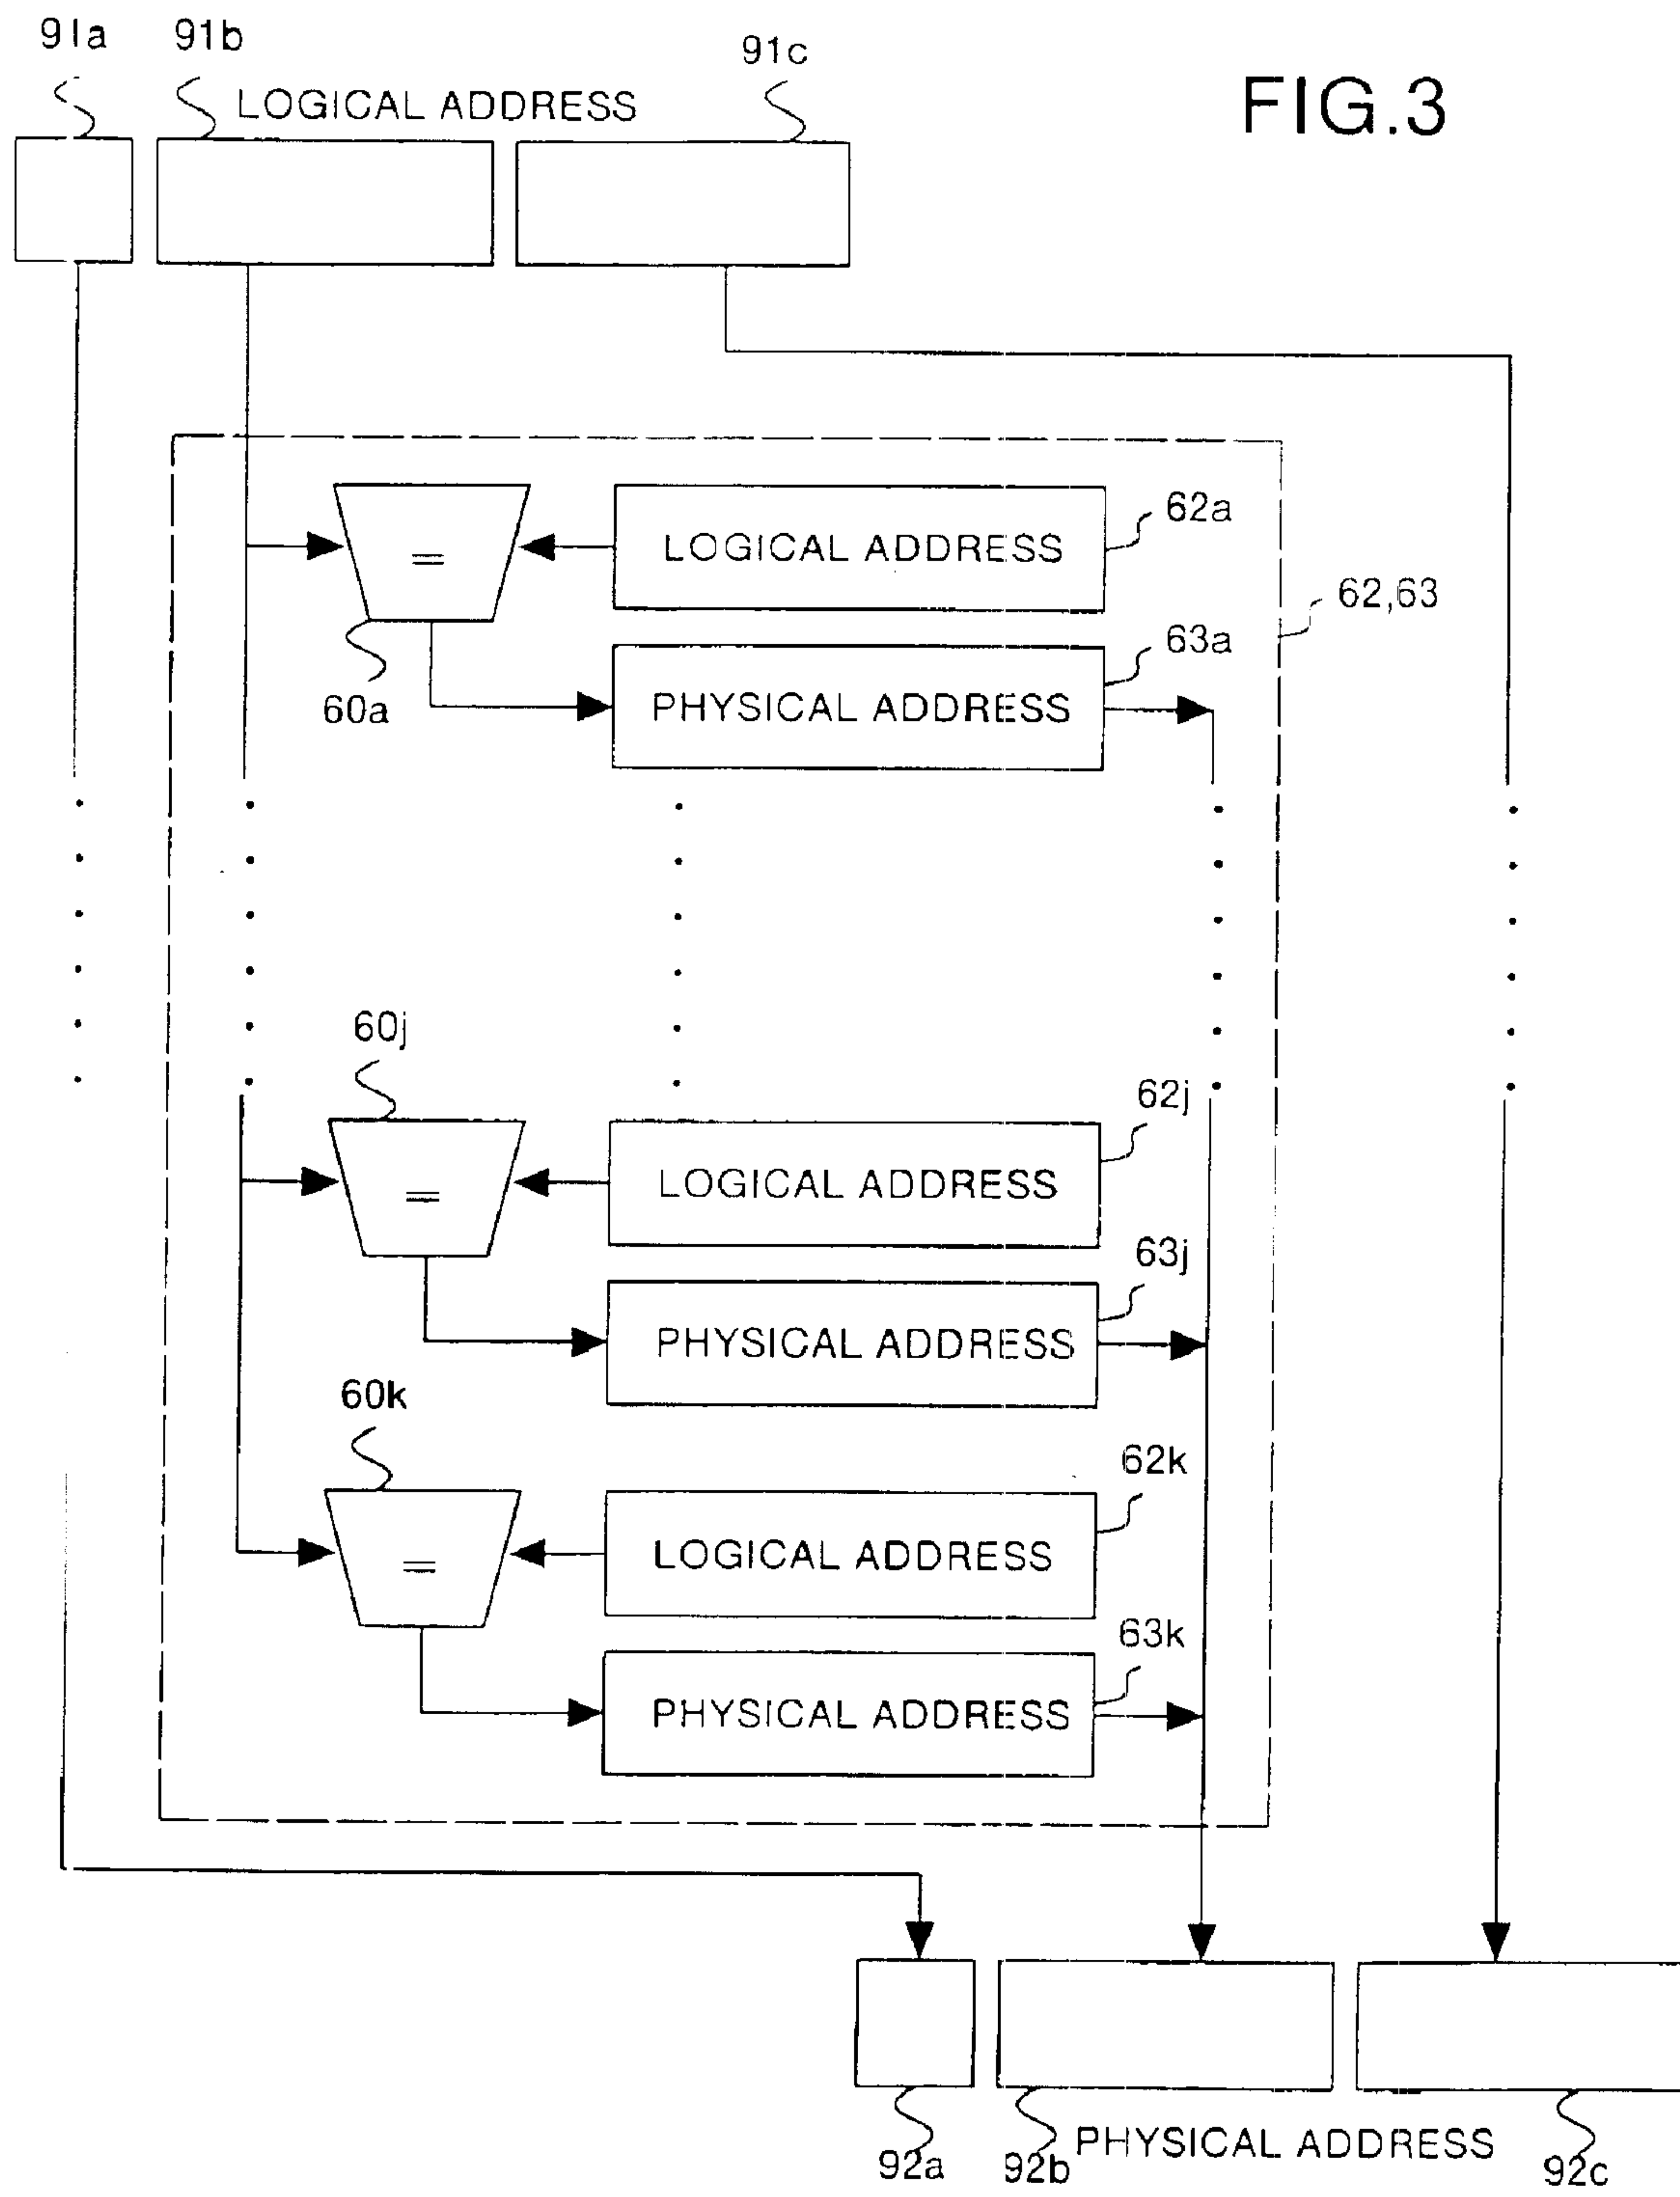 91a 91b 91c
LOGICAL ADDRESS
FIG.3
LOGICAL ADDRESS 62a
62,63
=
63a
60a PHYSICAL ADDRESS
60j
62j
= LOGICAL ADDRESS
63j
PHYSICAL ADDRESS
60k
62k
= LOGICAL ADDRESS
63k
PHYSICAL ADDRESS
PHYSICAL ADDRESS
92a 92b 92c